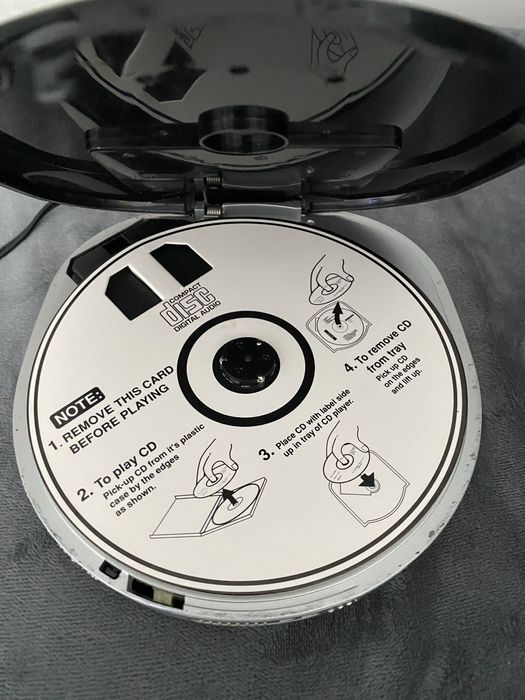 COMPACT
disc
DIGITAL AUDIO
NOTE:
1. REMOVE THIS CARD
BEFORE PLAYING
2. To play CD
Pick-up CD from it's plastic
case by the edges
as shown.
3. Place CD with label side
up in tray of CD player.
4. To remove CD
from tray
Pick up CD
on the edges
and lift up.